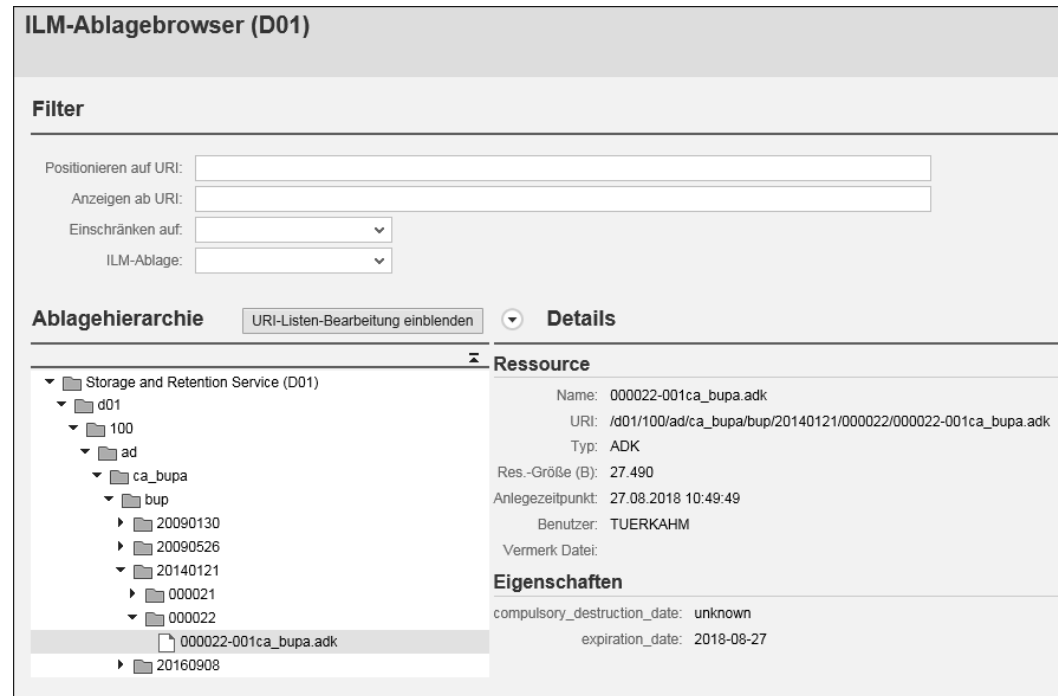 ILM-Ablagebrowser (D01)
Filter
Positionieren auf URI:
Anzeigen ab URI:
Einschränken auf:
ILM-Ablage:
Ablagehierarchie
URI-Listen-Bearbeitung einblenden
Storage and Retention Service (D01)
d01
100
ad
ca_bupa
bup
20090130
20090526
20140121
000021
000022
000022-001ca_bupa.adk
20160908
Details
Ressource
Name: 000022-001ca_bupa.adk
URI: /d01/100/ad/ca_bupa/bup/20140121/000022/000022-001ca_bupa.adk
Typ: ADK
Res.-Größe (B): 27.490
Anlegezeitpunkt: 27.08.2018 10:49:49
Benutzer: TUERKAHM
Vermerk Datei:
Eigenschaften
compulsory_destruction_date: unknown
expiration_date: 2018-08-27